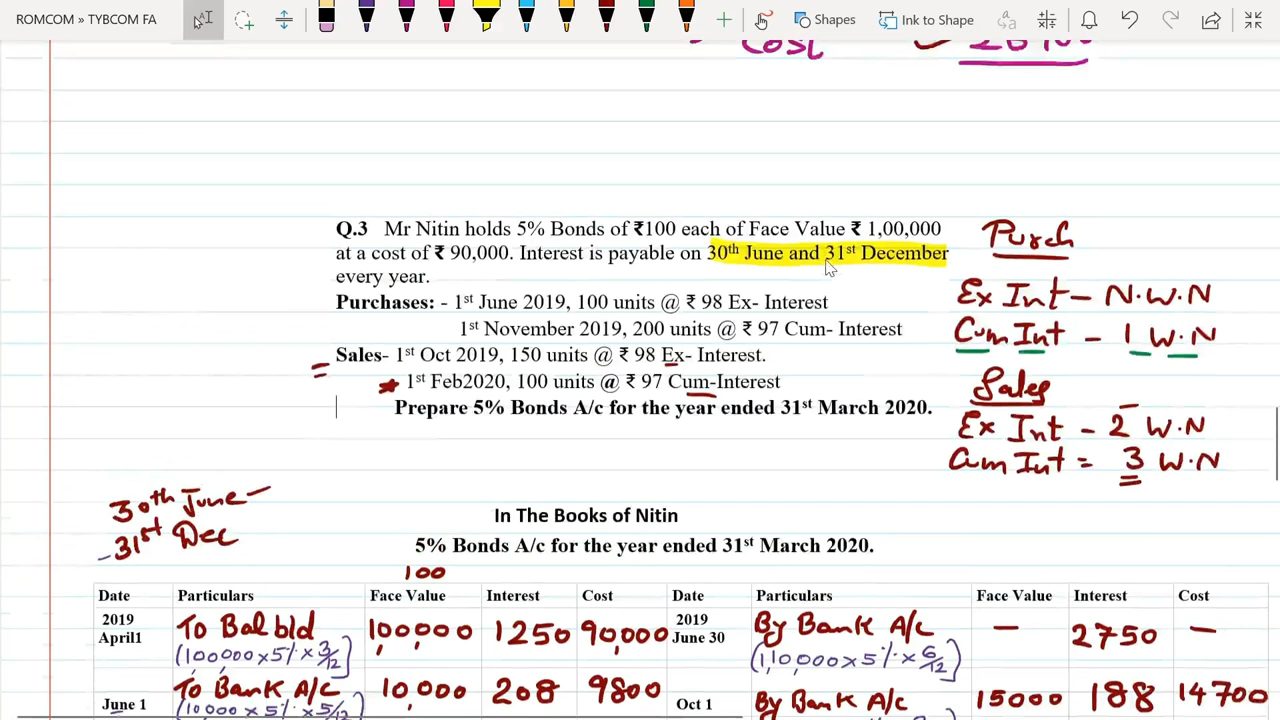 ROMCOM » TYBCOM FA
Shapes
Ink to Shape
Cost
Q.3 Mr Nitin holds 5% Bonds of ₹100 each of Face Value ₹ 1,00,000
at a cost of ₹ 90,000. Interest is payable on 30th June and 31st December
every year.
Purchases: - 1st June 2019, 100 units @ ₹ 98 Ex- Interest
1st November 2019, 200 units @ ₹ 97 Cum- Interest
Sales- 1st Oct 2019, 150 units @ ₹ 98 Ex- Interest.
1st Feb2020, 100 units @ ₹ 97 Cum-Interest
Prepare 5% Bonds A/c for the year ended 31st March 2020.
Purch
Ex Int - N.W.N
Cum Int - 1 W.N
Sales
Ex Int - 2 W.N
Cum Int = 3 W.N
30th June -
31st Dec
In The Books of Nitin
5% Bonds A/c for the year ended 31st March 2020.
100
Date Particulars Face Value Interest Cost Date Particulars Face Value Interest Cost
2019 April1 To Bal b/d 100,000 1250 90,000 2019 June 30 By Bank A/c - 2750 -
(100,000 x 5% x 3/12) (1,10,000 x 5% x 6/12)
June 1 To Bank A/c 10,000 208 9800 Oct 1 By Bank A/c 15000 188 14700
(10,000 x 5% x 5/12)